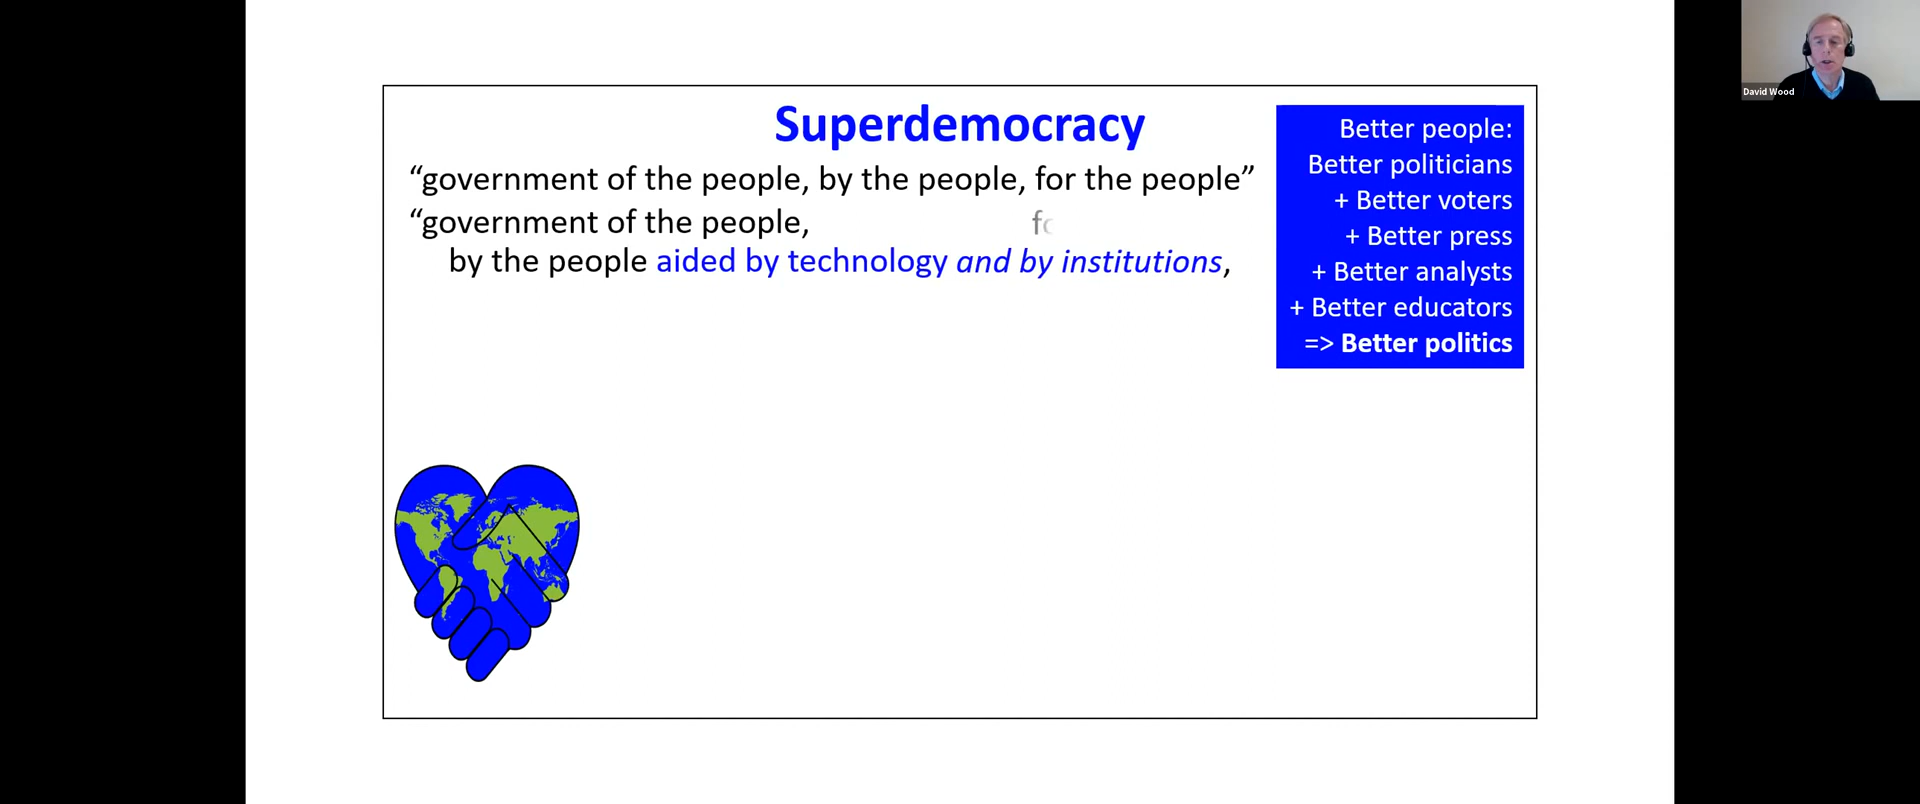 Superdemocracy
“government of the people, by the people, for the people”
“government of the people,
by the people aided by technology and by institutions,
Better people:
Better politicians
+ Better voters
+ Better press
+ Better analysts
+ Better educators
=> Better politics
David Wood